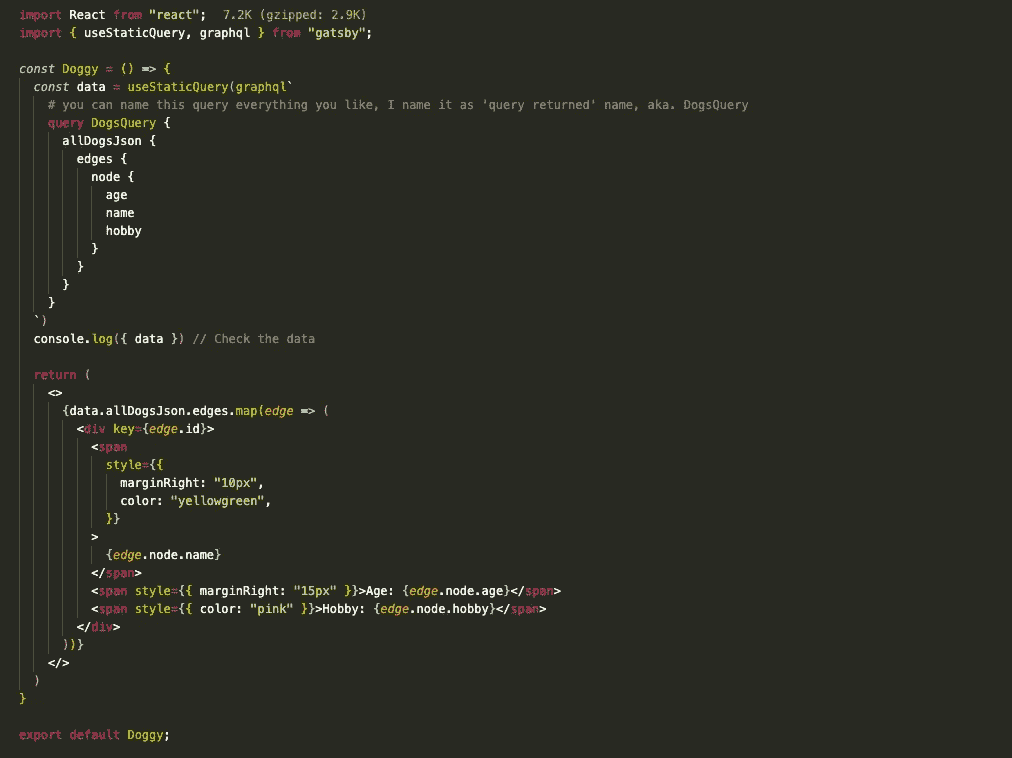 import React from "react";  7.2K (gzipped: 2.9K)
import { useStaticQuery, graphql } from "gatsby";

const Doggy = () => {
  const data = useStaticQuery(graphql`
    # you can name this query everything you like, I name it as 'query returned' name, aka. DogsQuery
    query DogsQuery {
      allDogsJson {
        edges {
          node {
            age
            name
            hobby
          }
        }
      }
    }
  `)
  console.log({ data }) // Check the data

  return (
    <>
      {data.allDogsJson.edges.map(edge => (
        <div key={edge.id}>
          <span
            style={{
              marginRight: "10px",
              color: "yellowgreen",
            }}
          >
            {edge.node.name}
          </span>
          <span style={{ marginRight: "15px" }}>Age: {edge.node.age}</span>
          <span style={{ color: "pink" }}>Hobby: {edge.node.hobby}</span>
        </div>
      ))}
    </>
  )
}

export default Doggy;